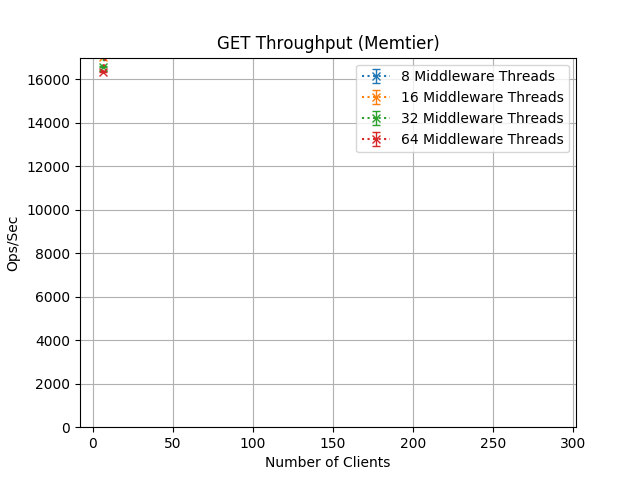 GET Throughput (Memtier)
8 Middleware Threads
16 Middleware Threads
32 Middleware Threads
64 Middleware Threads
16000
14000
12000
10000
8000
6000
4000
2000
0
Ops/Sec
0 50 100 150 200 250 300
Number of Clients